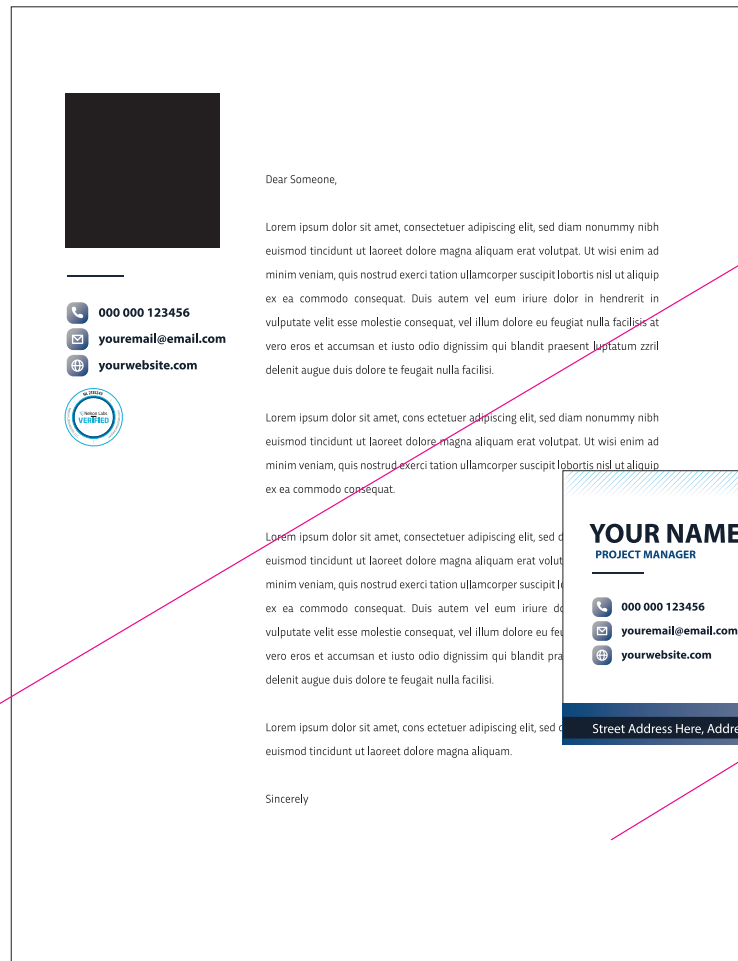 Dear Someone,
Lorem ipsum dolor sit amet, consectetuer adipiscing elit, sed diam nonummy nibh
euismod tincidunt ut laoreet dolore magna aliquam erat volutpat. Ut wisi enim ad
minim veniam, quis nostrud exerci tation ullamcorper suscipit lobortis nisl ut aliquip
ex ea commodo consequat. Duis autem vel eum iriure dolor in hendrerit in
vulputate velit esse molestie consequat, vel illum dolore eu feugiat nulla facilisis at
vero eros et accumsan et iusto odio dignissim qui blandit praesent luptatum zzril
delenit augue duis dolore te feugait nulla facilisi.
000 000 123456
youremail@email.com
yourwebsite.com
Nelson Labs
VERIFIED
Lorem ipsum dolor sit amet, cons ectetuer adipiscing elit, sed diam nonummy nibh
euismod tincidunt ut laoreet dolore magna aliquam erat volutpat. Ut wisi enim ad
minim veniam, quis nostrud exerci tation ullamcorper suscipit lobortis nisl ut aliquip
ex ea commodo consequat.
Lorem ipsum dolor sit amet, consectetuer adipiscing elit, sed
euismod tincidunt ut laoreet dolore magna aliquam erat volut
minim veniam, quis nostrud exerci tation ullamcorper suscipit
ex ea commodo consequat. Duis autem vel eum iriure do
vulputate velit esse molestie consequat, vel illum dolore eu feu
vero eros et accumsan et iusto odio dignissim qui blandit pra
delenit augue duis dolore te feugait nulla facilisi.
Lorem ipsum dolor sit amet, cons ectetuer adipiscing elit, sed
euismod tincidunt ut laoreet dolore magna aliquam.
Sincerely
YOUR NAME
PROJECT MANAGER
000 000 123456
youremail@email.com
yourwebsite.com
Street Address Here, Addre